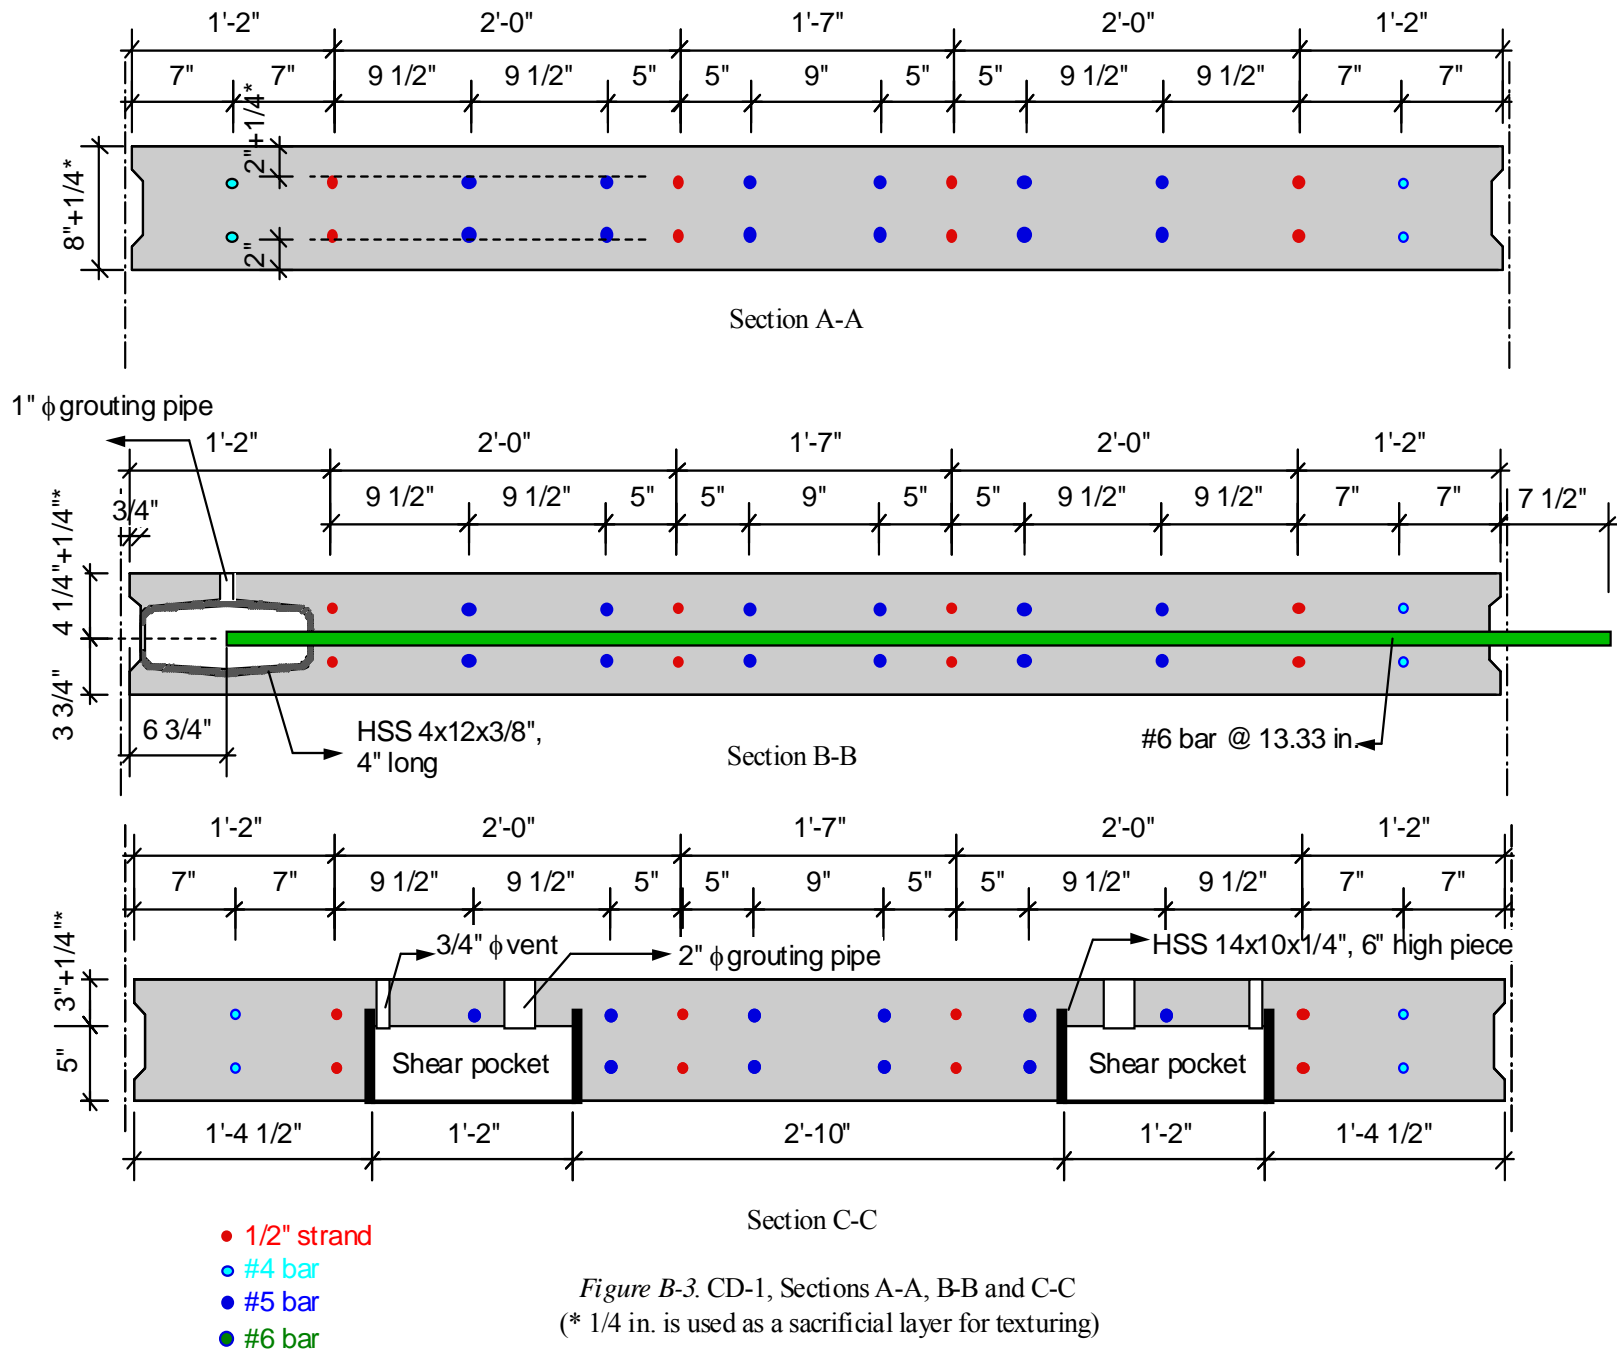 1'-2" 2'-0" 1'-7" 2'-0" 1'-2"
7" 7" 9 1/2" 9 1/2" 5" 5" 9" 5" 5" 9 1/2" 9 1/2" 7" 7"
2"+1/4*
8"+1/4*
2"
Section A-A
1" ϕ grouting pipe
1'-2" 2'-0" 1'-7" 2'-0" 1'-2"
3/4" 9 1/2" 9 1/2" 5" 5" 9" 5" 5" 9 1/2" 9 1/2" 7" 7" 7 1/2"
4 1/4"+1/4"*
3 3/4"
6 3/4"
HSS 4x12x3/8",
4" long
Section B-B
#6 bar @ 13.33 in.
1'-2" 2'-0" 1'-7" 2'-0" 1'-2"
7" 7" 9 1/2" 9 1/2" 5" 5" 9" 5" 5" 9 1/2" 9 1/2" 7" 7"
3/4" ϕ vent
2" ϕ grouting pipe
HSS 14x10x1/4", 6" high piece
3"+1/4"*
5"
Shear pocket Shear pocket
1'-4 1/2" 1'-2" 2'-10" 1'-2" 1'-4 1/2"
Section C-C
1/2" strand
#4 bar
#5 bar
#6 bar
Figure B-3. CD-1, Sections A-A, B-B and C-C
(* 1/4 in. is used as a sacrificial layer for texturing)